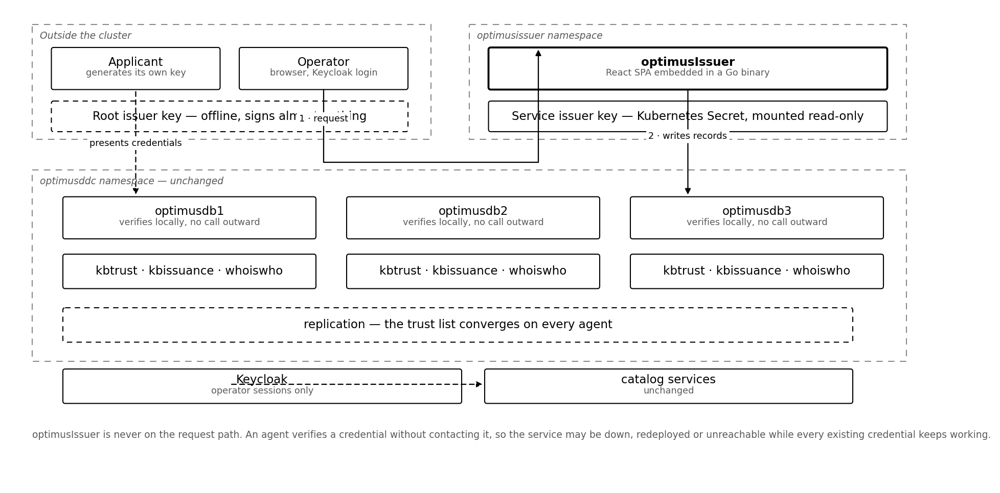 Outside the cluster
optimusissuer namespace
Applicant
generates its own key
Operator
browser, Keycloak login
optimusIssuer
React SPA embedded in a Go binary
Root issuer key — offline, signs
1 · request
Service issuer key — Kubernetes Secret, mounted read-only
2 · writes records
presents credentials
optimusddc namespace — unchanged
optimusdb1
verifies locally, no call outward
optimusdb2
verifies locally, no call outward
optimusdb3
verifies locally, no call outward
kbtrust · kbissuance · whoiswho
kbtrust · kbissuance · whoiswho
kbtrust · kbissuance · whoiswho
replication — the trust list converges on every agent
Keycloak
operator sessions only
catalog services
unchanged
optimusIssuer is never on the request path. An agent verifies a credential without contacting it, so the service may be down, redeployed or unreachable while every existing credential keeps working.